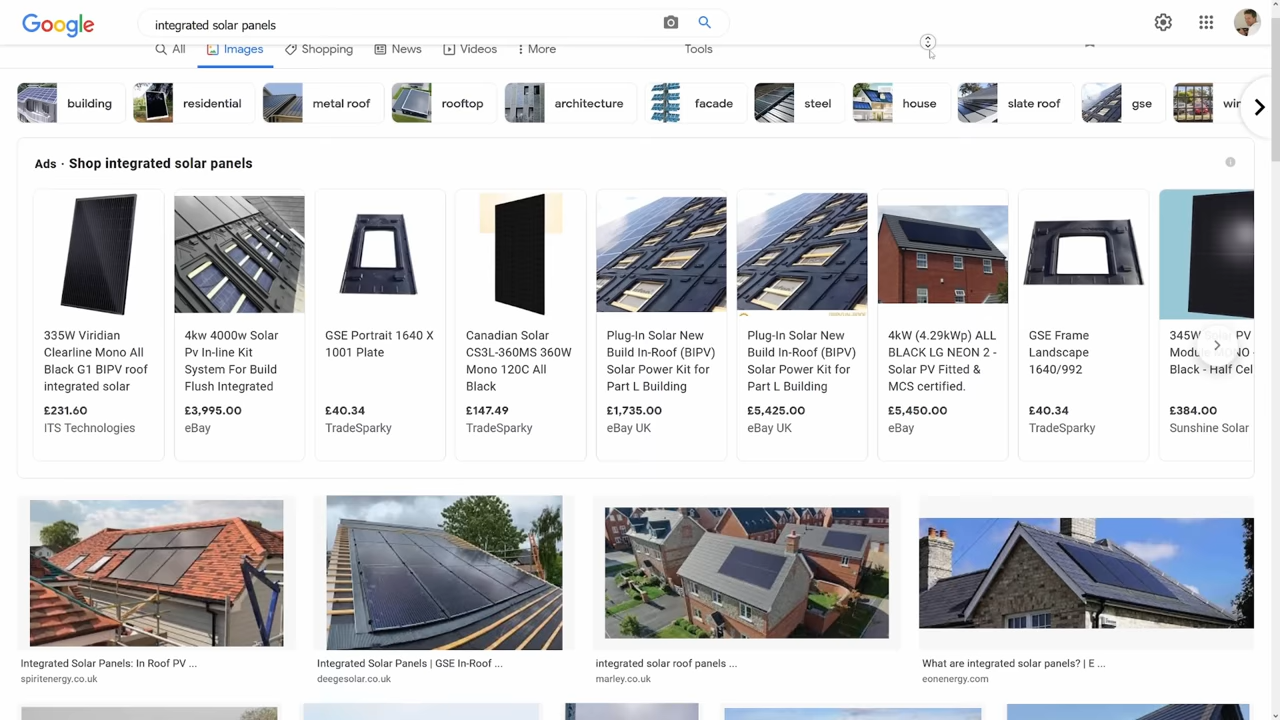 Google
integrated solar panels
All
Images
Shopping
News
Videos
More
Tools
building
residential
metal roof
rooftop
architecture
facade
steel
house
slate roof
gse
Ads · Shop integrated solar panels
335W Viridian
Clearline Mono All
Black G1 BIPV roof
integrated solar
£231.60
ITS Technologies
4kw 4000w Solar
Pv In-line Kit
System For Build
Flush Integrated
£3,995.00
eBay
GSE Portrait 1640 X
1001 Plate
£40.34
TradeSparky
Canadian Solar
CS3L-360MS 360W
Mono 120C All
Black
£147.49
TradeSparky
Plug-In Solar New
Build In-Roof (BIPV)
Solar Power Kit for
Part L Building
£1,735.00
eBay UK
Plug-In Solar New
Build In-Roof (BIPV)
Solar Power Kit for
Part L Building
£5,425.00
eBay UK
4kW (4.29kWp) ALL
BLACK LG NEON 2 -
Solar PV Fitted &
MCS certified.
£5,450.00
eBay
GSE Frame
Landscape
1640/992
£40.34
TradeSparky
345W PV
Black - Half Cel
£384.00
Sunshine Solar
Integrated Solar Panels: In Roof PV ...
spiritenergy.co.uk
Integrated Solar Panels | GSE In-Roof ...
deegesolar.co.uk
integrated solar roof panels ...
marley.co.uk
What are integrated solar panels? | E ...
eonenergy.com